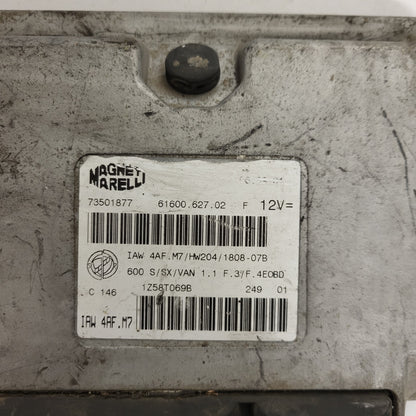 MAGNETI
MARELLI
73501877 61600.627.02 F 12V=
IAW 4AF.M7/HW204/1808-07B
600 S/SX/VAN 1.1 F.3/F.4EOBD
C 146 1Z58T069B 249 01
IAW 4AF.M7